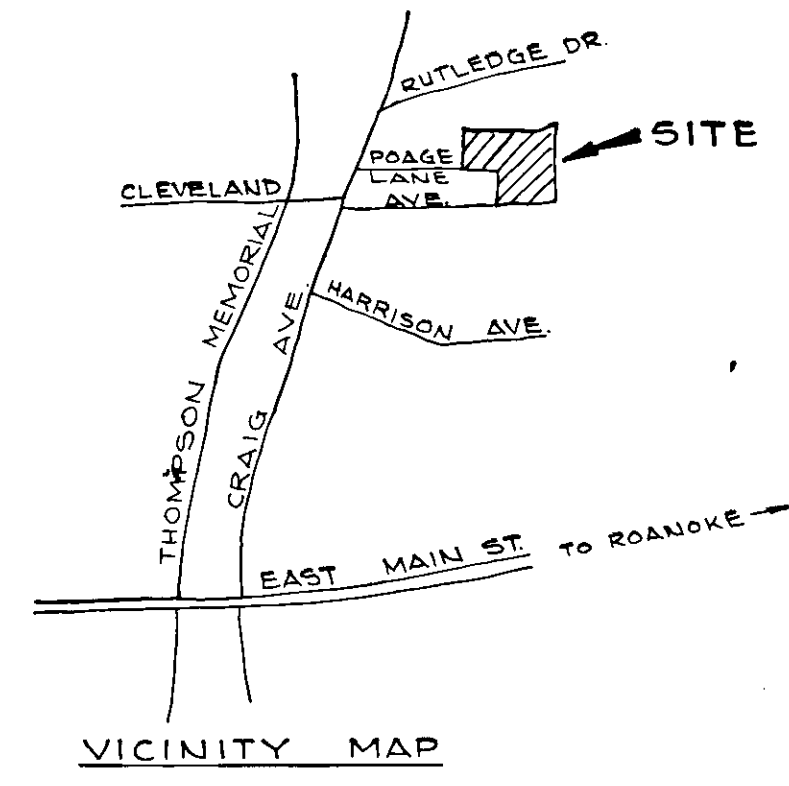 RUTLEDGE DR.
SITE
POAGE
LANE
CLEVELAND
AVE.
THOMPSON MEMORIAL
CRAIG AVE.
HARRISON AVE.
EAST MAIN ST.
TO ROANOKE
VICINITY MAP